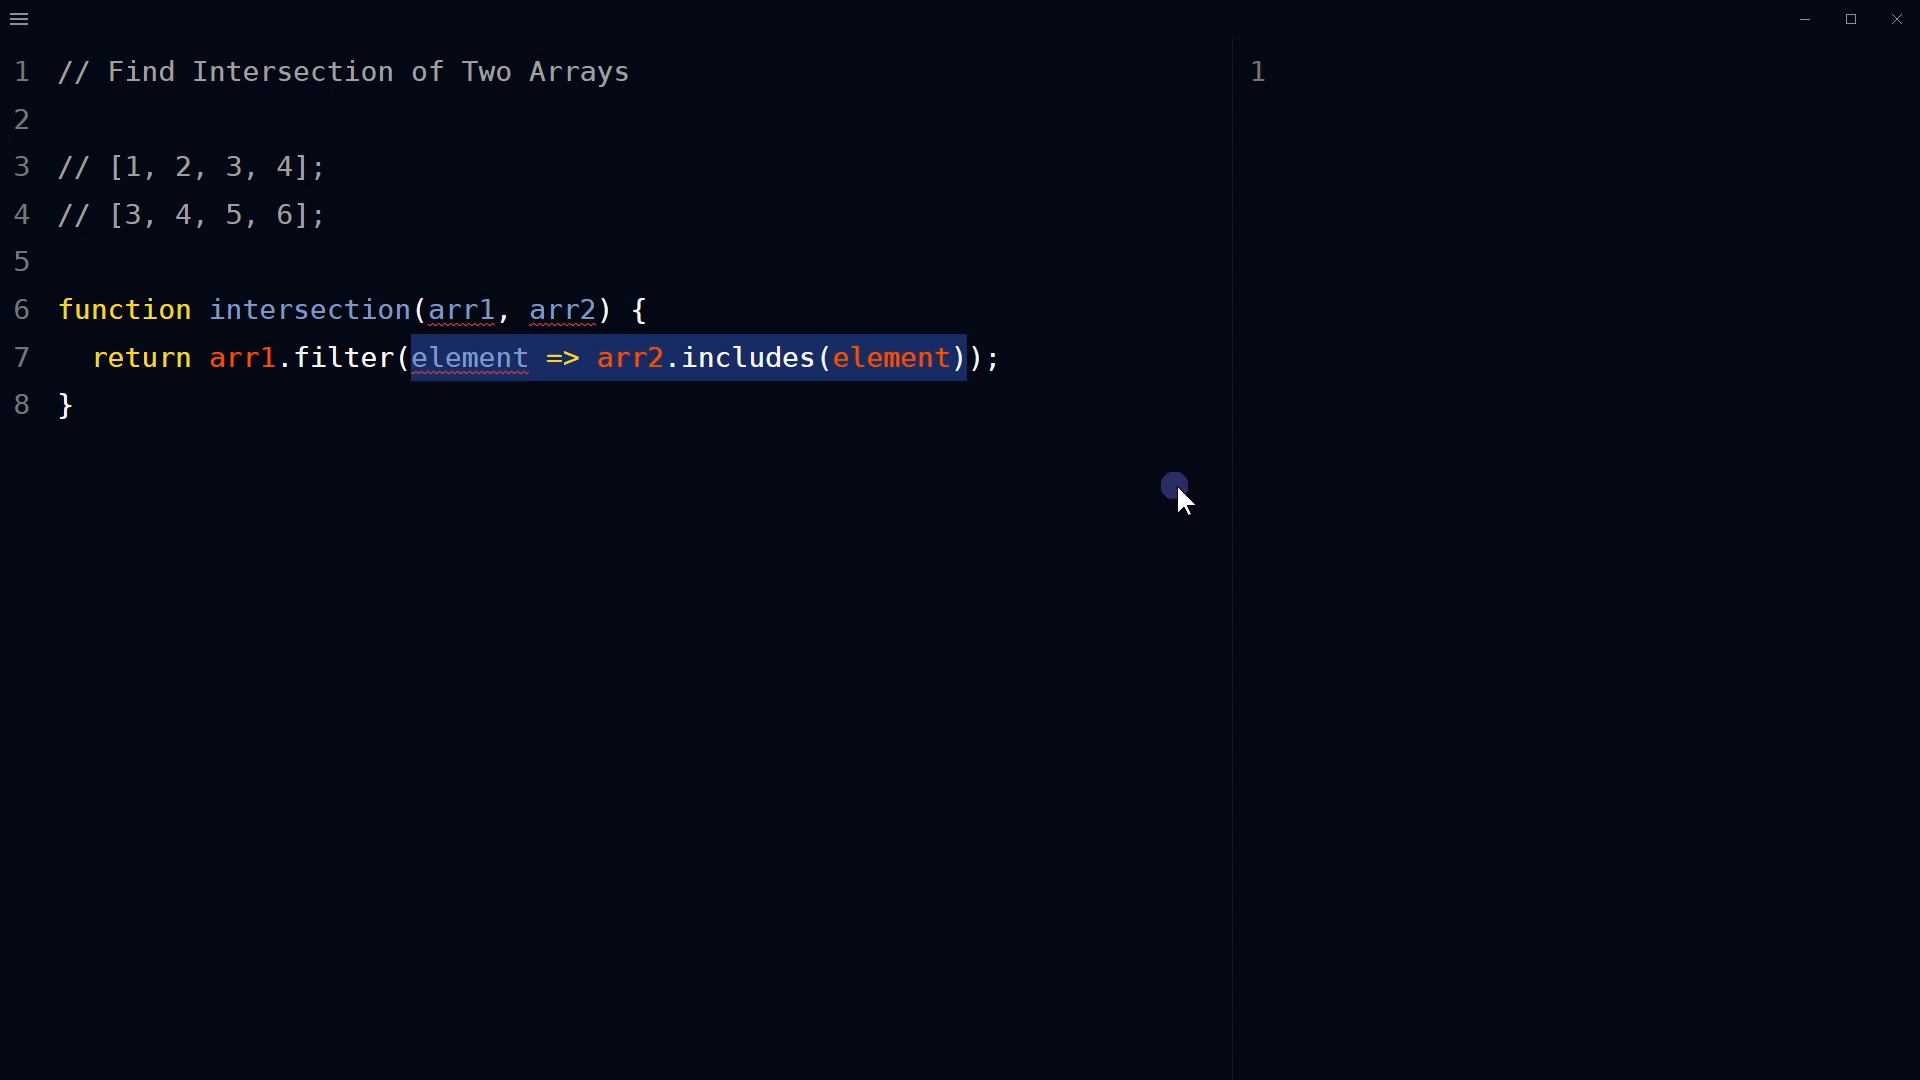 1 // Find Intersection of Two Arrays
2
3 // [1, 2, 3, 4];
4 // [3, 4, 5, 6];
5
6 function intersection(arr1, arr2) {
7   return arr1.filter(element => arr2.includes(element));
8 }
1